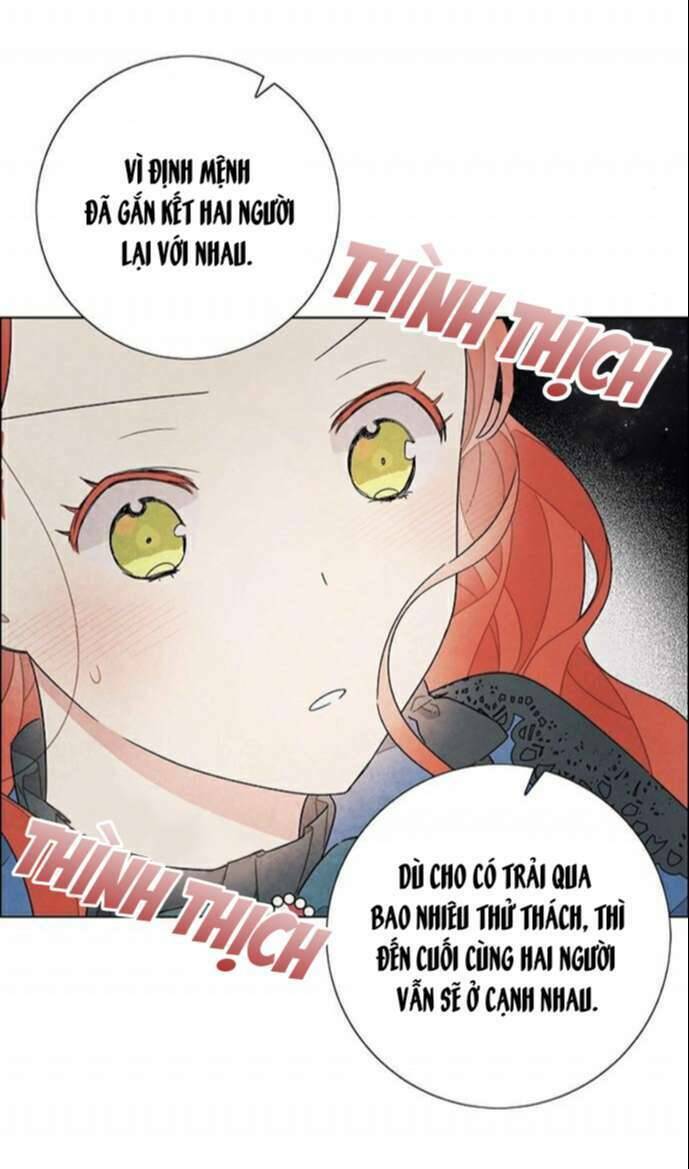 VÌ ĐỊNH MỆNH
ĐÃ GẮN KẾT HAI NGƯỜI
LẠI VỚI NHAU.
THÌNH THỊCH
THÌNH THỊCH
DÙ CHO CÓ TRẢI QUA
BAO NHIÊU THỬ THÁCH, THÌ
ĐẾN CUỐI CÙNG HAI NGƯỜI
VẪN SẼ Ở CẠNH NHAU.